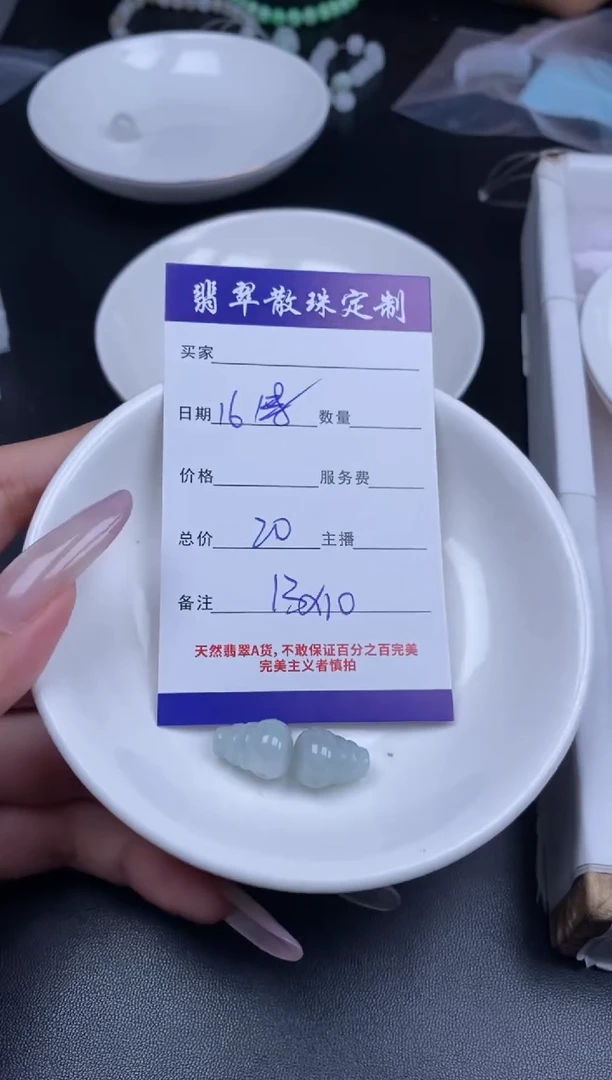 翡翠散珠定制
买家
日期 16 数量
价格 服务费
总价 20 主播
备注 130x10
天然翡翠A货，不敢保证百分之百完美
完美主义者慎拍